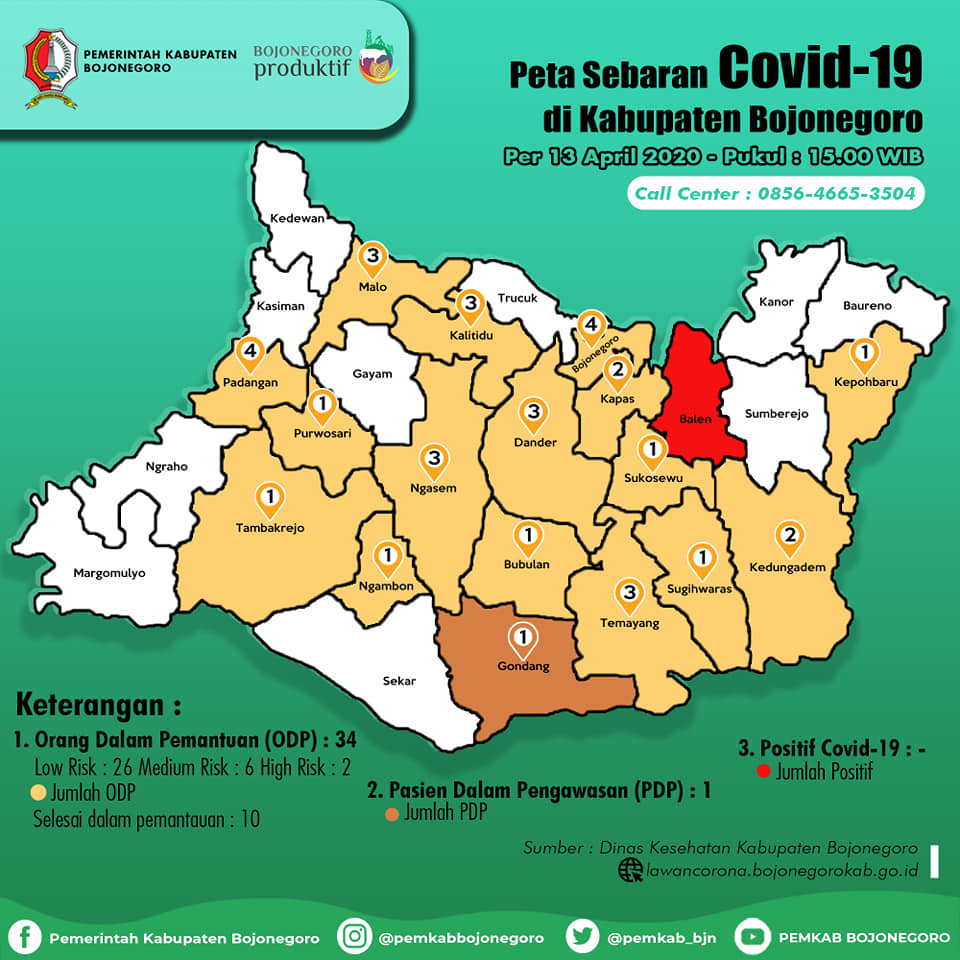 PEMERINTAH KABUPATEN
BOJONEGORO
BOJONEGORO
produktif
Peta Sebaran Covid-19
di Kabupaten Bojonegoro
Per 13 April 2020 - Pukul : 15.00 WIB
Call Center : 0856-4665-3504
Kedewan
3
Malo
Kasiman
Trucuk
3
Kalitidu
4
Bojonegoro
Kanor
Baureno
4
Padangan
Gayam
2
Kapas
1
Kepohbaru
1
Purwosari
3
Dander
Balen
Sumberejo
Ngraho
3
Ngasem
1
Sukosewu
1
Tambakrejo
1
Bubulan
2
Kedungadem
Margomulyo
1
Ngambon
1
Sugihwaras
3
Temayang
1
Gondang
Sekar
Keterangan :
1. Orang Dalam Pemantuan (ODP) : 34
Low Risk : 26 Medium Risk : 6 High Risk : 2
Jumlah ODP
Selesai dalam pemantauan : 10
2. Pasien Dalam Pengawasan (PDP) : 1
Jumlah PDP
3. Positif Covid-19 : -
Jumlah Positif
Sumber : Dinas Kesehatan Kabupaten Bojonegoro
lawancorona.bojonegorokab.go.id
Pemerintah Kabupaten Bojonegoro
@pemkabbojonegoro
@pemkab_bjn
PEMKAB BOJONEGORO